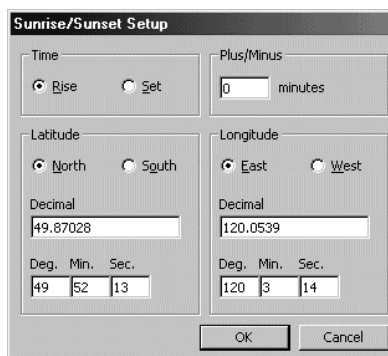 Sunrise/Sunset Setup
Time
Rise Set
Plus/Minus
0 minutes
Latitude
North South
Decimal
49.87028
Deg. Min. Sec.
49 52 13
Longitude
East West
Decimal
120.0539
Deg. Min. Sec.
120 3 14
OK Cancel